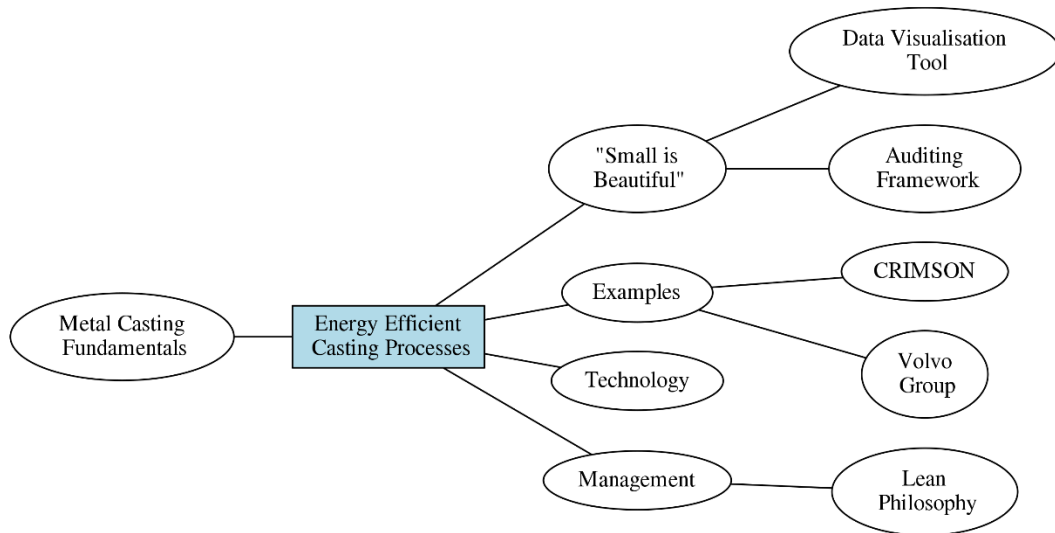 Data Visualisation
Tool
"Small is
Beautiful"
Auditing
Framework
CRIMSON
Examples
Metal Casting
Fundamentals
Energy Efficient
Casting Processes
Technology
Volvo
Group
Management
Lean
Philosophy